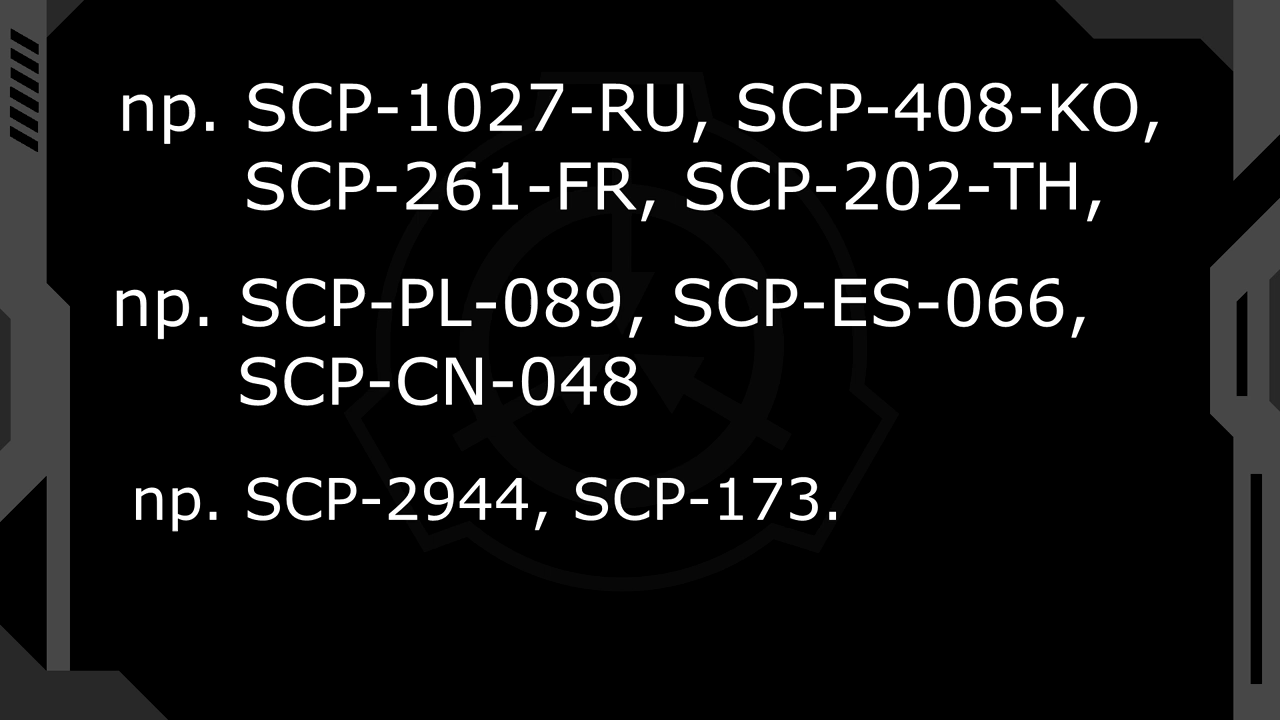 np. SCP-1027-RU, SCP-408-KO,
SCP-261-FR, SCP-202-TH,
np. SCP-PL-089, SCP-ES-066,
SCP-CN-048
np. SCP-2944, SCP-173.